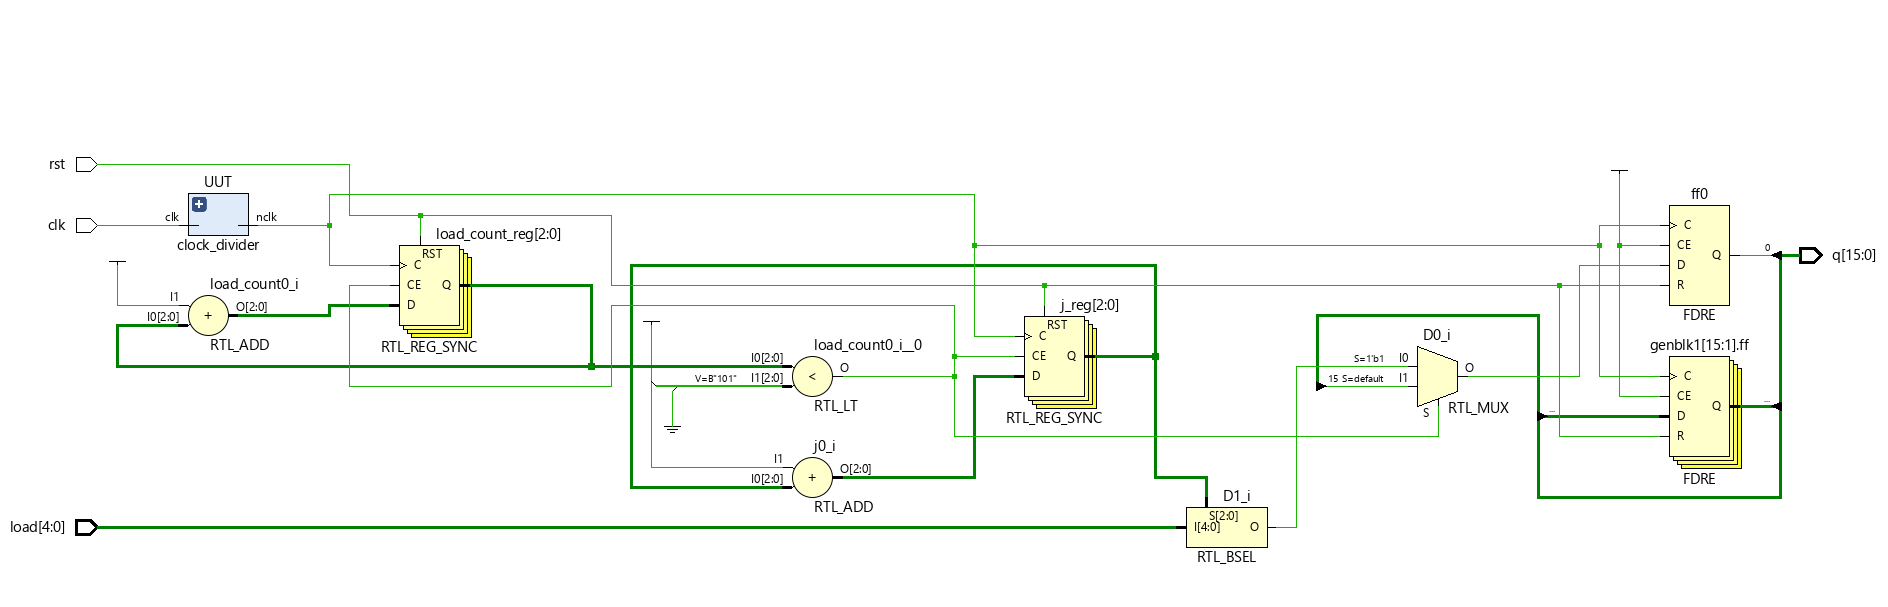 rst
clk
UUT
clk
nclk
clock_divider
load_count0_i
I1
I0[2:0]
+
O[2:0]
RTL_ADD
load_count_reg[2:0]
RST
C
CE
D
Q
RTL_REG_SYNC
load_count0_i__0
I0[2:0]
V=B"101"
I1[2:0]
<
O
RTL_LT
j0_i
I1
I0[2:0]
+
O[2:0]
RTL_ADD
j_reg[2:0]
RST
C
CE
D
Q
RTL_REG_SYNC
load[4:0]
D1_i
S[2:0]
I[4:0]
O
RTL_BSEL
D0_i
S=1'b1
I0
15 S=default
I1
S
O
RTL_MUX
ff0
C
CE
D
R
Q
FDRE
0
q[15:0]
genblk1[15:1].ff
C
CE
D
R
Q
FDRE